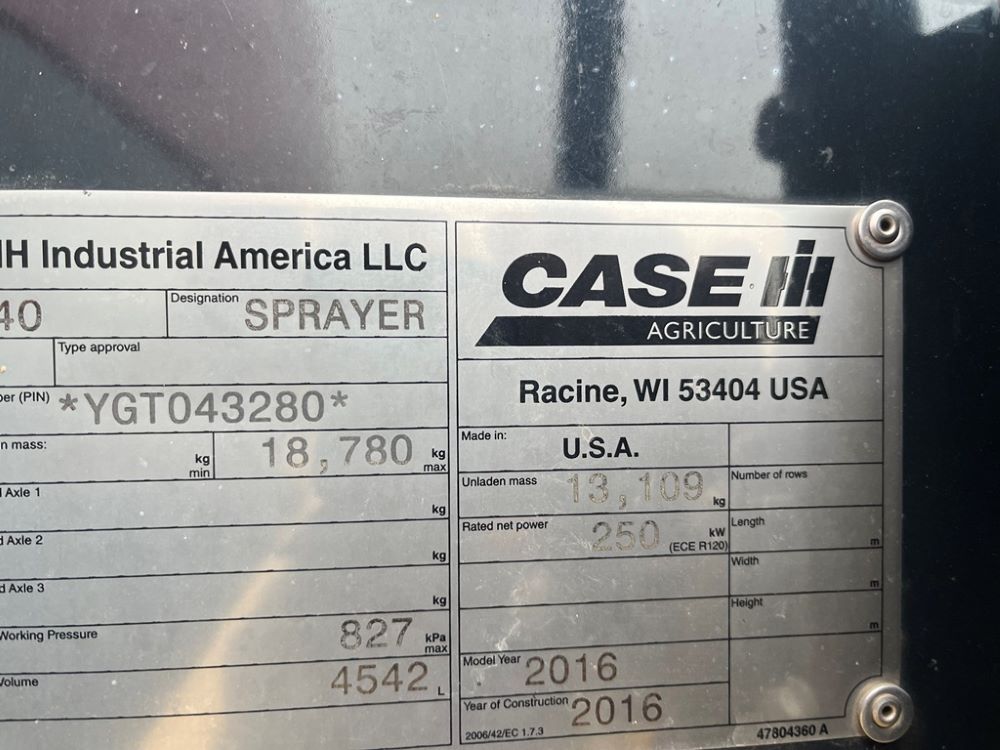 IH Industrial America LLC
40
Designation SPRAYER
Type approval
ber (PIN) *YGT043280*
n mass:
kg min
18,780 kg max
Axle 1
kg
d Axle 2
kg
d Axle 3
kg
Working Pressure 827 kPa max
Volume 4542 L
CASE IH
AGRICULTURE
Racine, WI 53404 USA
Made in: U.S.A.
Unladen mass 13,109 kg
Number of rows
Rated net power 250 kW (ECE R120)
Length m
Width m
Height m
Model Year 2016
Year of Construction 2016
2006/42/EC 1.7.3
47804360 A